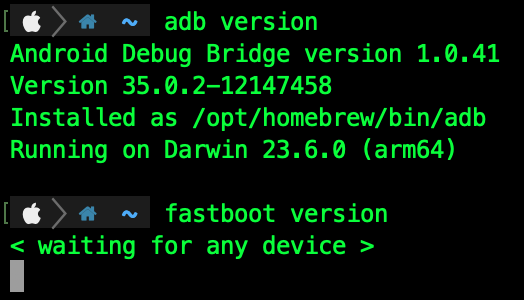 ~ adb version
Android Debug Bridge version 1.0.41
Version 35.0.2-12147458
Installed as /opt/homebrew/bin/adb
Running on Darwin 23.6.0 (arm64)
~ fastboot version
< waiting for any device >